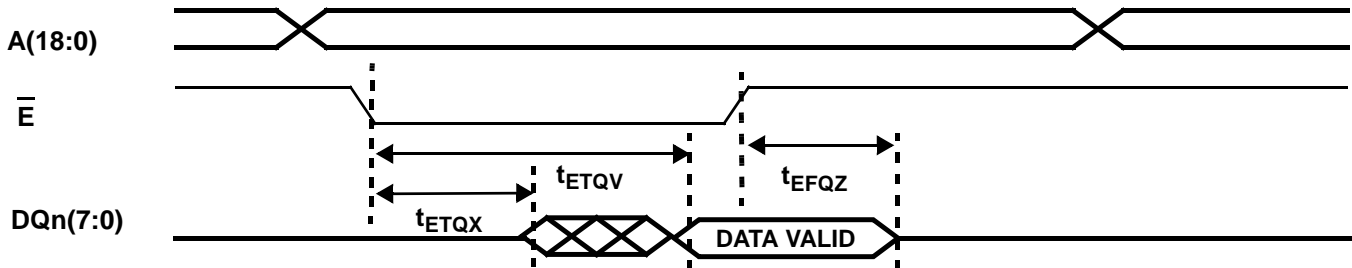 A(18:0)
E
tETQV
tEFQZ
tETQX
DQn(7:0)
DATA VALID